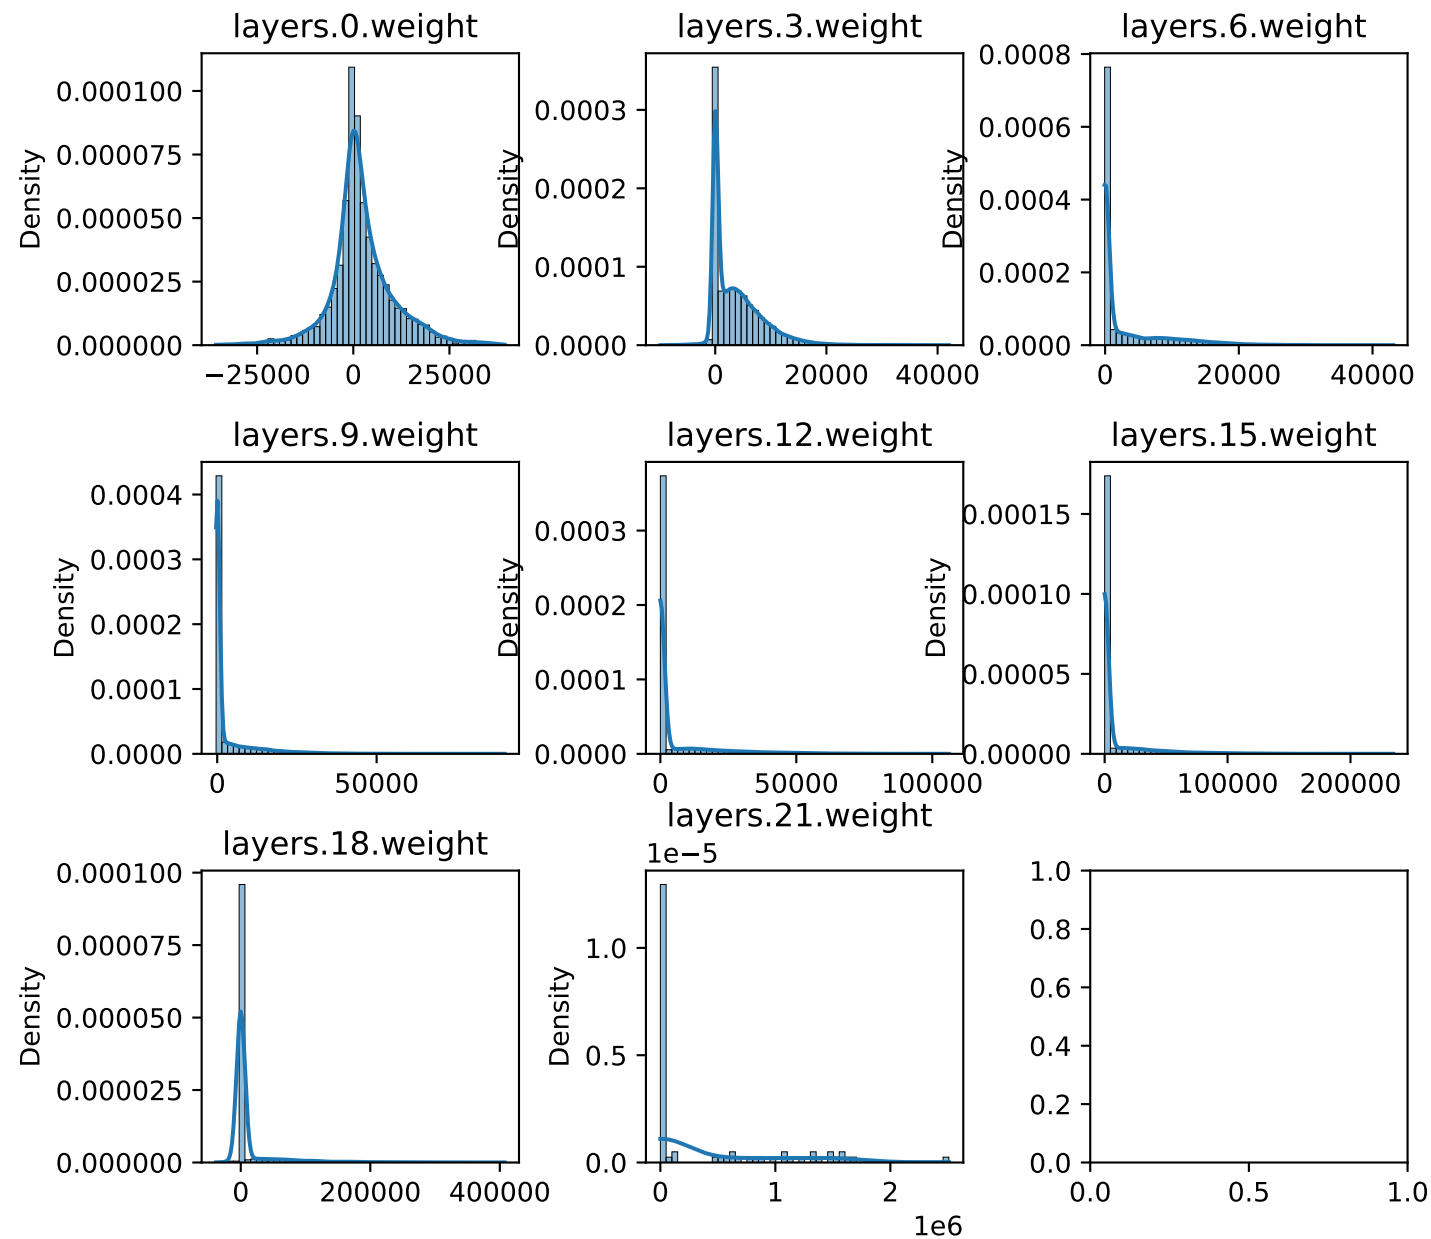 layers.0.weight
Density
0.000100
0.000075
0.000050
0.000025
0.000000
−25000 0 25000
layers.3.weight
Density
0.0003
0.0002
0.0001
0.0000
0 20000 40000
layers.6.weight
Density
0.0008
0.0006
0.0004
0.0002
0.0000
0 20000 40000
layers.9.weight
Density
0.0004
0.0003
0.0002
0.0001
0.0000
0 50000
layers.12.weight
Density
0.0003
0.0002
0.0001
0.0000
0 50000 100000
layers.15.weight
Density
0.00015
0.00010
0.00005
0.00000
0 100000 200000
layers.18.weight
Density
0.000100
0.000075
0.000050
0.000025
0.000000
0 200000 400000
layers.21.weight
1e−5
Density
1.0
0.5
0.0
0 1 2
1e6
1.0
0.8
0.6
0.4
0.2
0.0
0.0 0.5 1.0